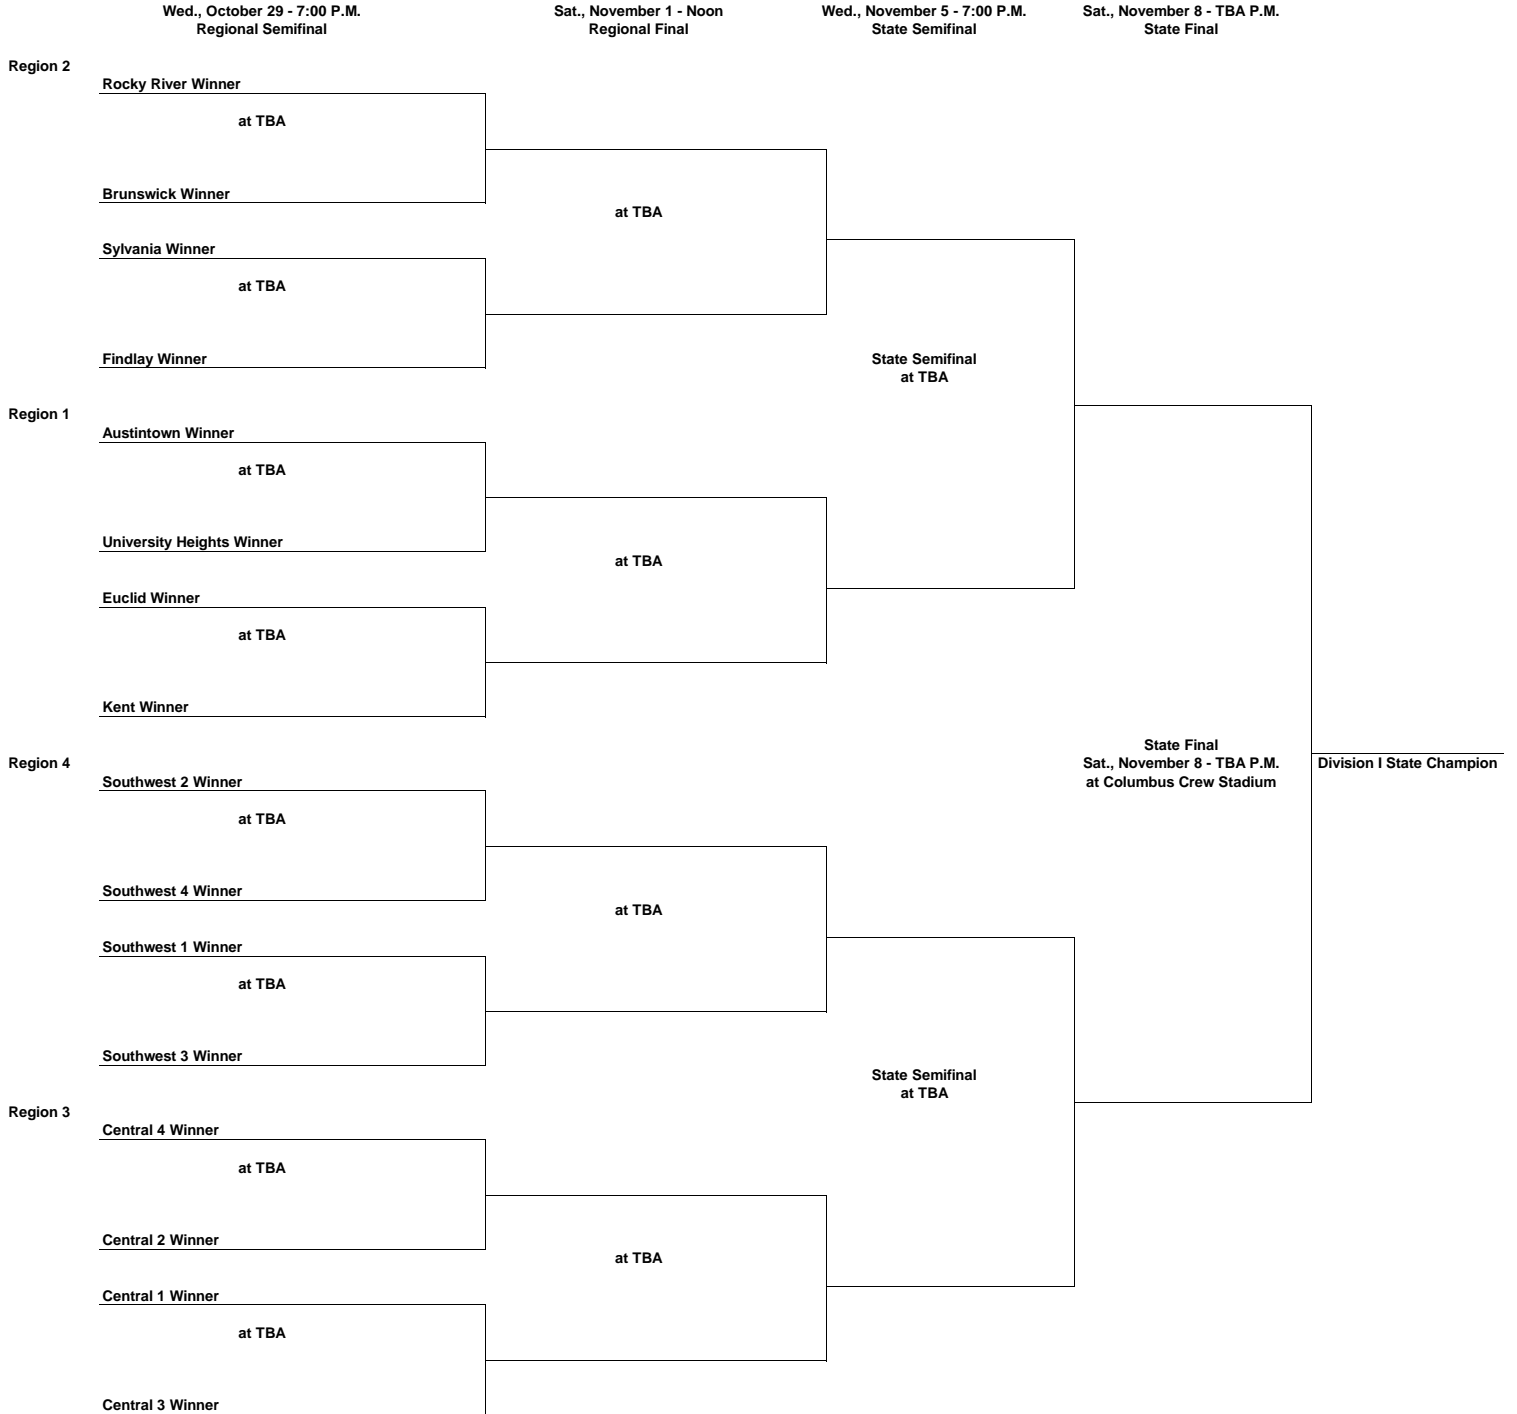 Wed., October 29 - 7:00 P.M.
Regional Semifinal
Sat., November 1 - Noon
Regional Final
Wed., November 5 - 7:00 P.M.
State Semifinal
Sat., November 8 - TBA P.M.
State Final
Region 2
Rocky River Winner
at TBA
Brunswick Winner
at TBA
Sylvania Winner
at TBA
Findlay Winner
State Semifinal
at TBA
Region 1
Austintown Winner
at TBA
University Heights Winner
at TBA
Euclid Winner
at TBA
Kent Winner
State Final
Sat., November 8 - TBA P.M.
at Columbus Crew Stadium
Division I State Champion
Region 4
Southwest 2 Winner
at TBA
Southwest 4 Winner
at TBA
Southwest 1 Winner
at TBA
Southwest 3 Winner
State Semifinal
at TBA
Region 3
Central 4 Winner
at TBA
Central 2 Winner
at TBA
Central 1 Winner
at TBA
Central 3 Winner